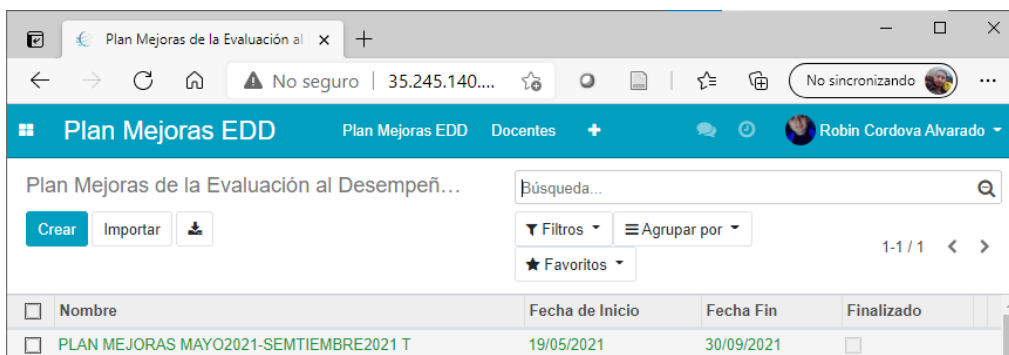 Plan Mejoras de la Evaluación al
No seguro | 35.245.140.... No sincronizando
Plan Mejoras EDD Plan Mejoras EDD Docentes + Robin Cordova Alvarado
Plan Mejoras de la Evaluación al Desempeñ... Búsqueda...
Crear Importar Filtros Agrupar por 1-1 / 1
Favoritos
Nombre Fecha de Inicio Fecha Fin Finalizado
PLAN MEJORAS MAYO2021-SEMTIEMBRE2021 T 19/05/2021 30/09/2021